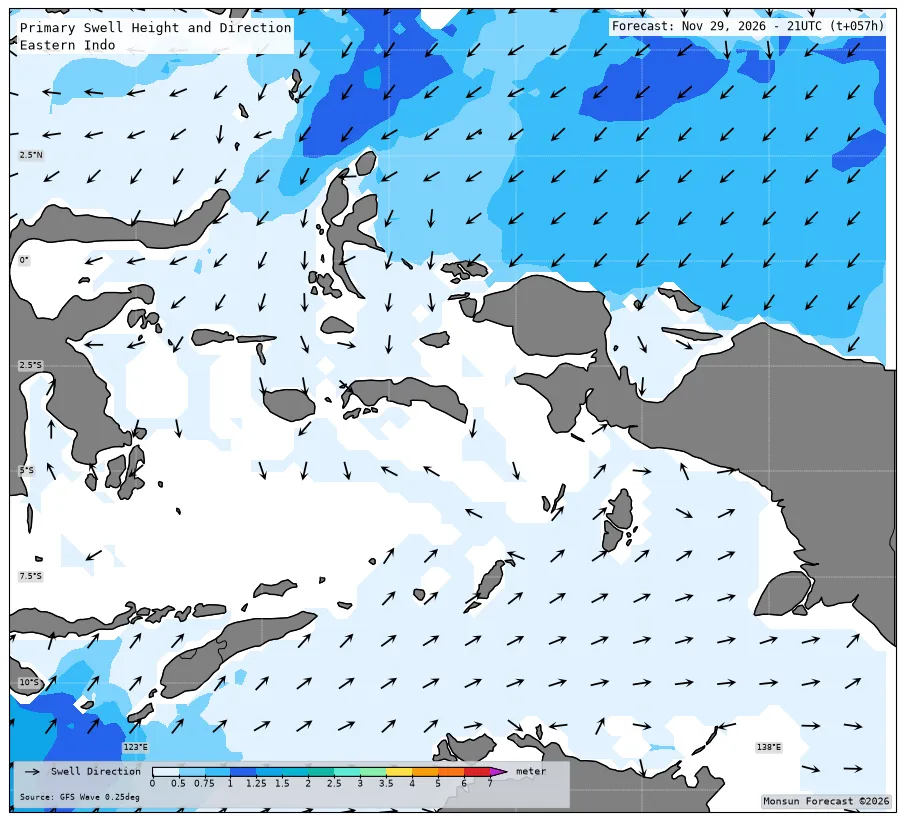 Primary Swell Height and Direction
Eastern Indo
Forecast: Nov 29, 2026 - 21UTC (t+057h)
2.5°N
0°
2.5°S
5°S
7.5°S
10°S
123°E
138°E
Swell Direction
0 0.5 0.75 1 1.25 1.5 2 2.5 3 3.5 4 5 6 7
meter
Source: GFS Wave 0.25deg
Monsun Forecast ©2026